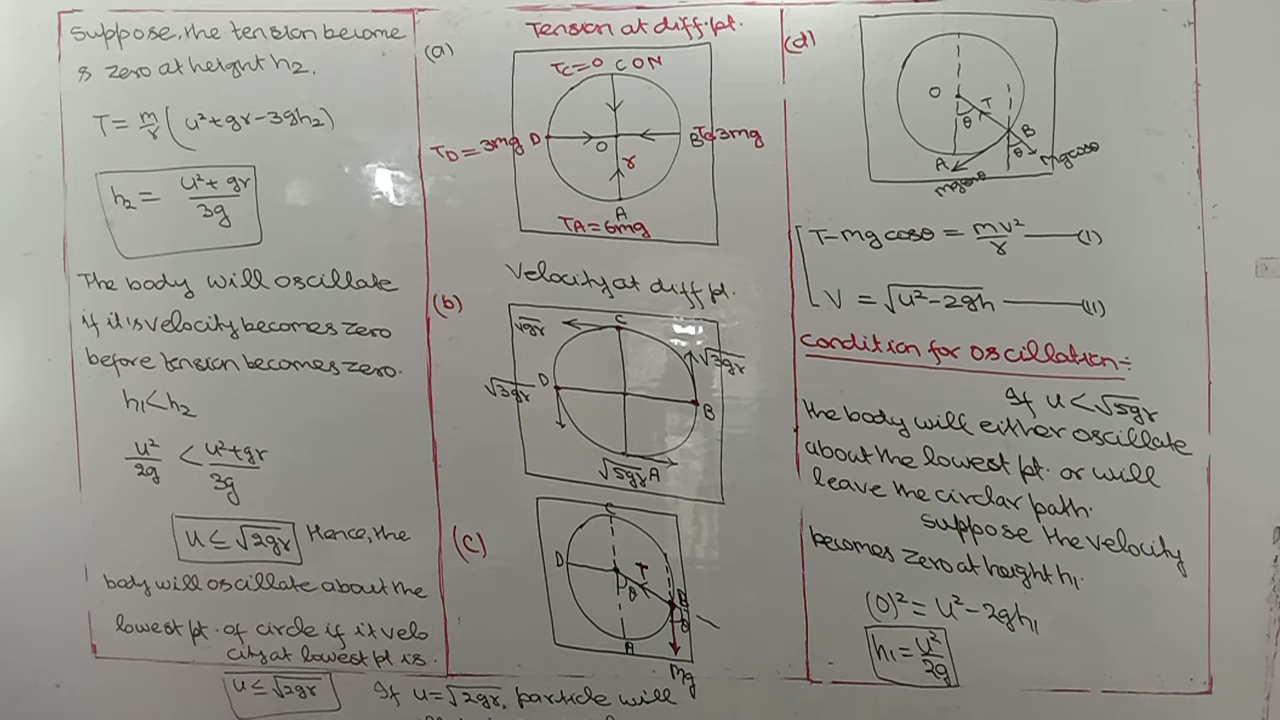 Suppose, the tension become
s zero at height h₂.
T = m/r (u²+gr-3gh₂)
h₂ = u²+gr/3g
The body will oscillate
if it's velocity becomes zero
before tension becomes zero.
h₁<h₂
u²/2g < u²+gr/3g
u ≤ √2gr Hence, the
body will oscillate about the
lowest pt. of circle if it velo
city at lowest pt is.
u ≤ √2gr If u = √2gr, particle will
(a) Tension at diff. pt.
Tc=0 C ON
TD = 3mg D O B 3mg
r
A
TA = 6mg
Velocity at diff pt.
(b)
√gr C
√3gr
√3gr D
B
√5gr A
(c)
C
D T
θ B
θ
A
Mg
(d)
O T
θ B
A θ mg cosθ
T-mg cosθ = mv²/r —(I)
V = √u²-2gh —(II)
Condition for oscillation:=
If u < √5gr
the body will either oscillate
about the lowest pt. or will
leave the circlar path.
suppose the velocity
becomes zero at height h₁
(0)² = u²-2gh₁
h₁ = u²/2g